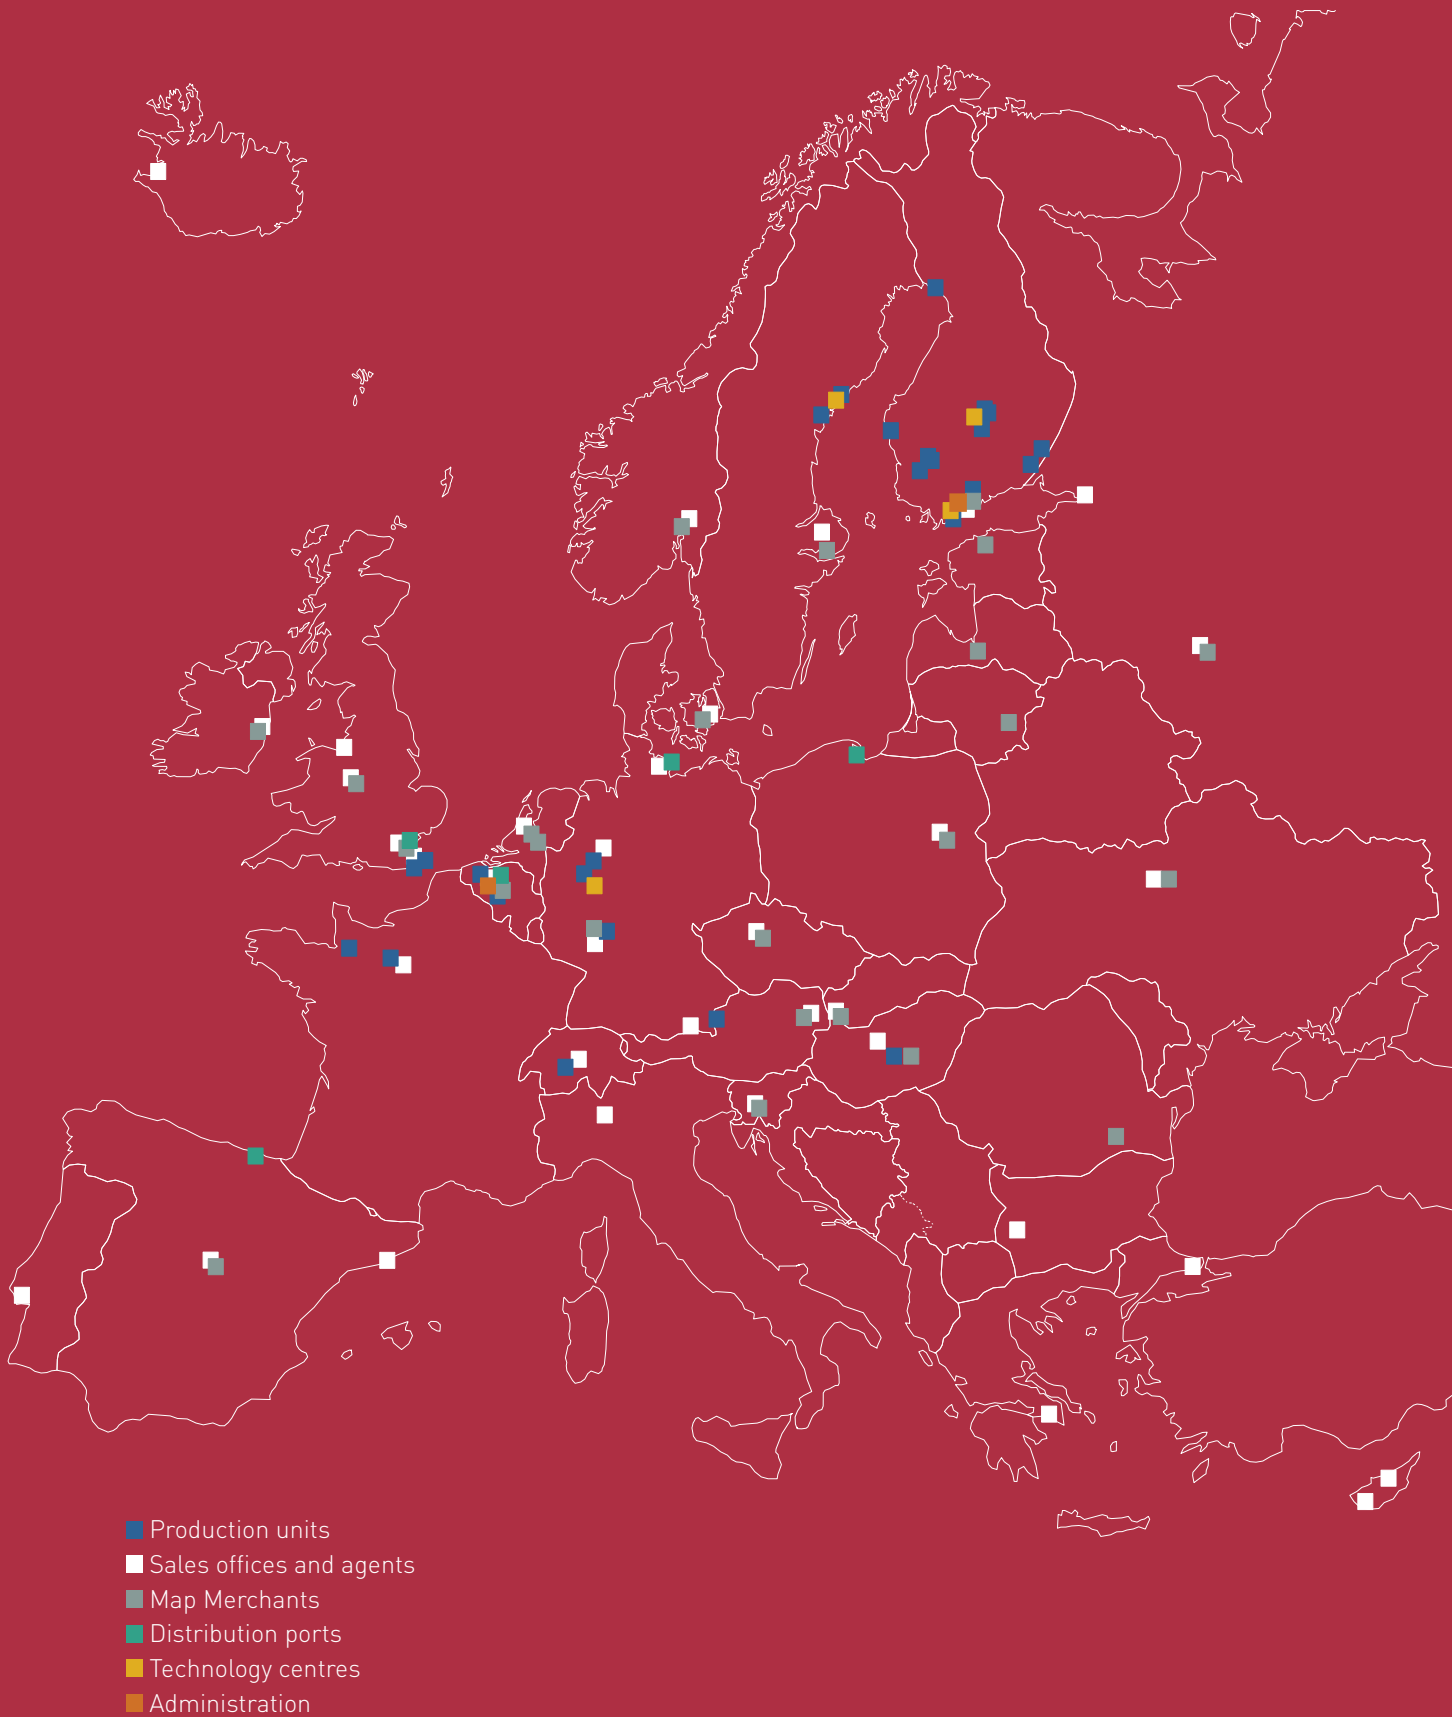 Production units
Sales offices and agents
Map Merchants
Distribution ports
Technology centres
Administration